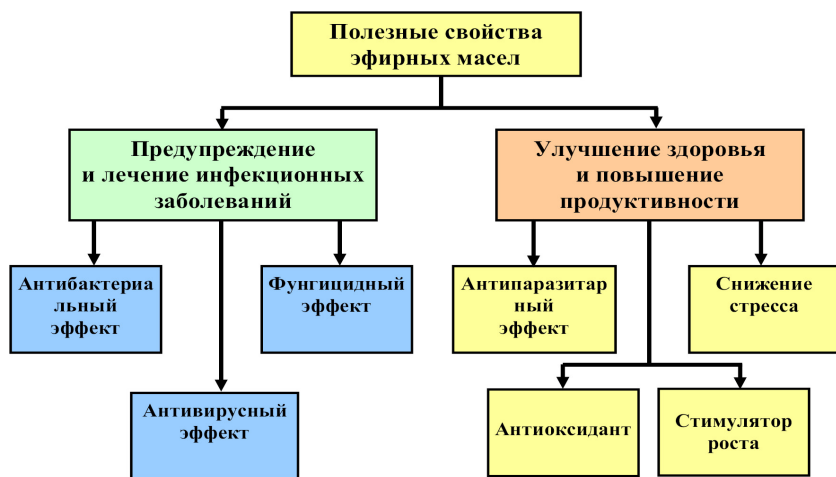 Полезные свойства
эфирных масел
Предупреждение
и лечение инфекционных
заболеваний
Улучшение здоровья
и повышение
продуктивности
Антибактериа
льный
эффект
Фунгицидный
эффект
Антипаразитар
ный
эффект
Снижение
стресса
Антивирусный
эффект
Антиоксидант
Стимулятор
роста